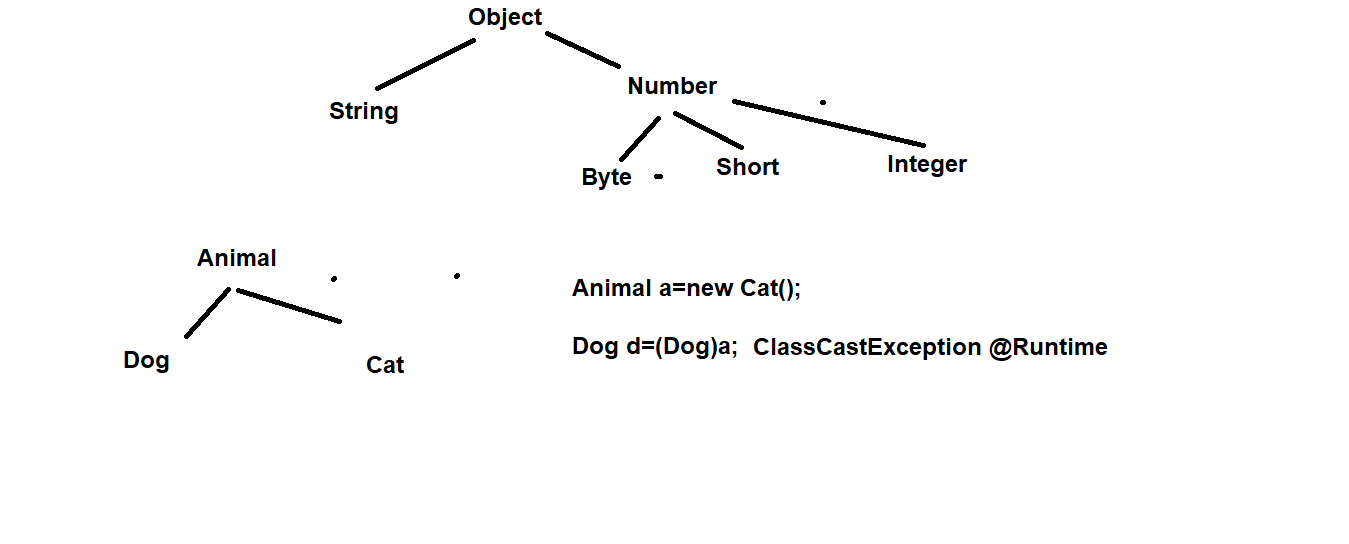 Object
Number
String
Byte
Short
Integer
Animal
Dog
Cat
Animal a=new Cat();
Dog d=(Dog)a; ClassCastException @Runtime